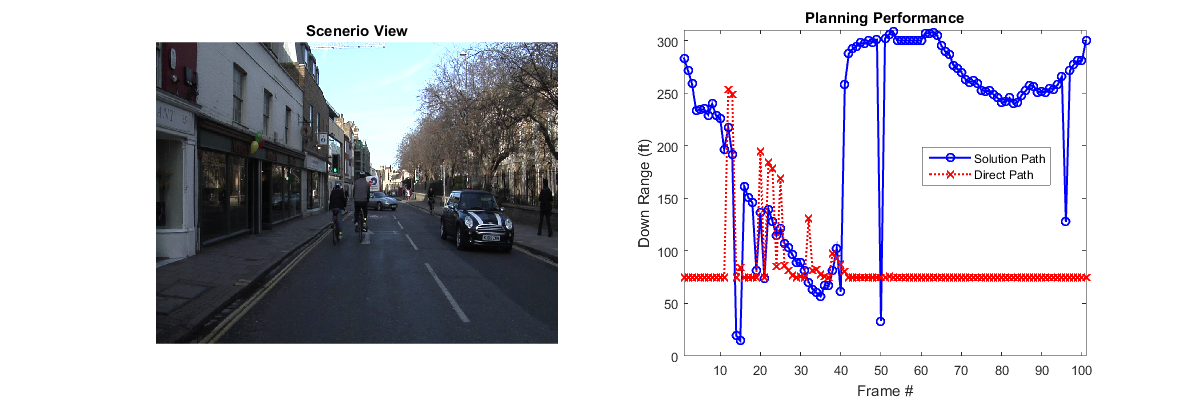 Scenerio View
Planning Performance
300
250
200
150
100
50
0
Down Range (ft)
Solution Path
Direct Path
10 20 30 40 50 60 70 80 90 100
Frame #